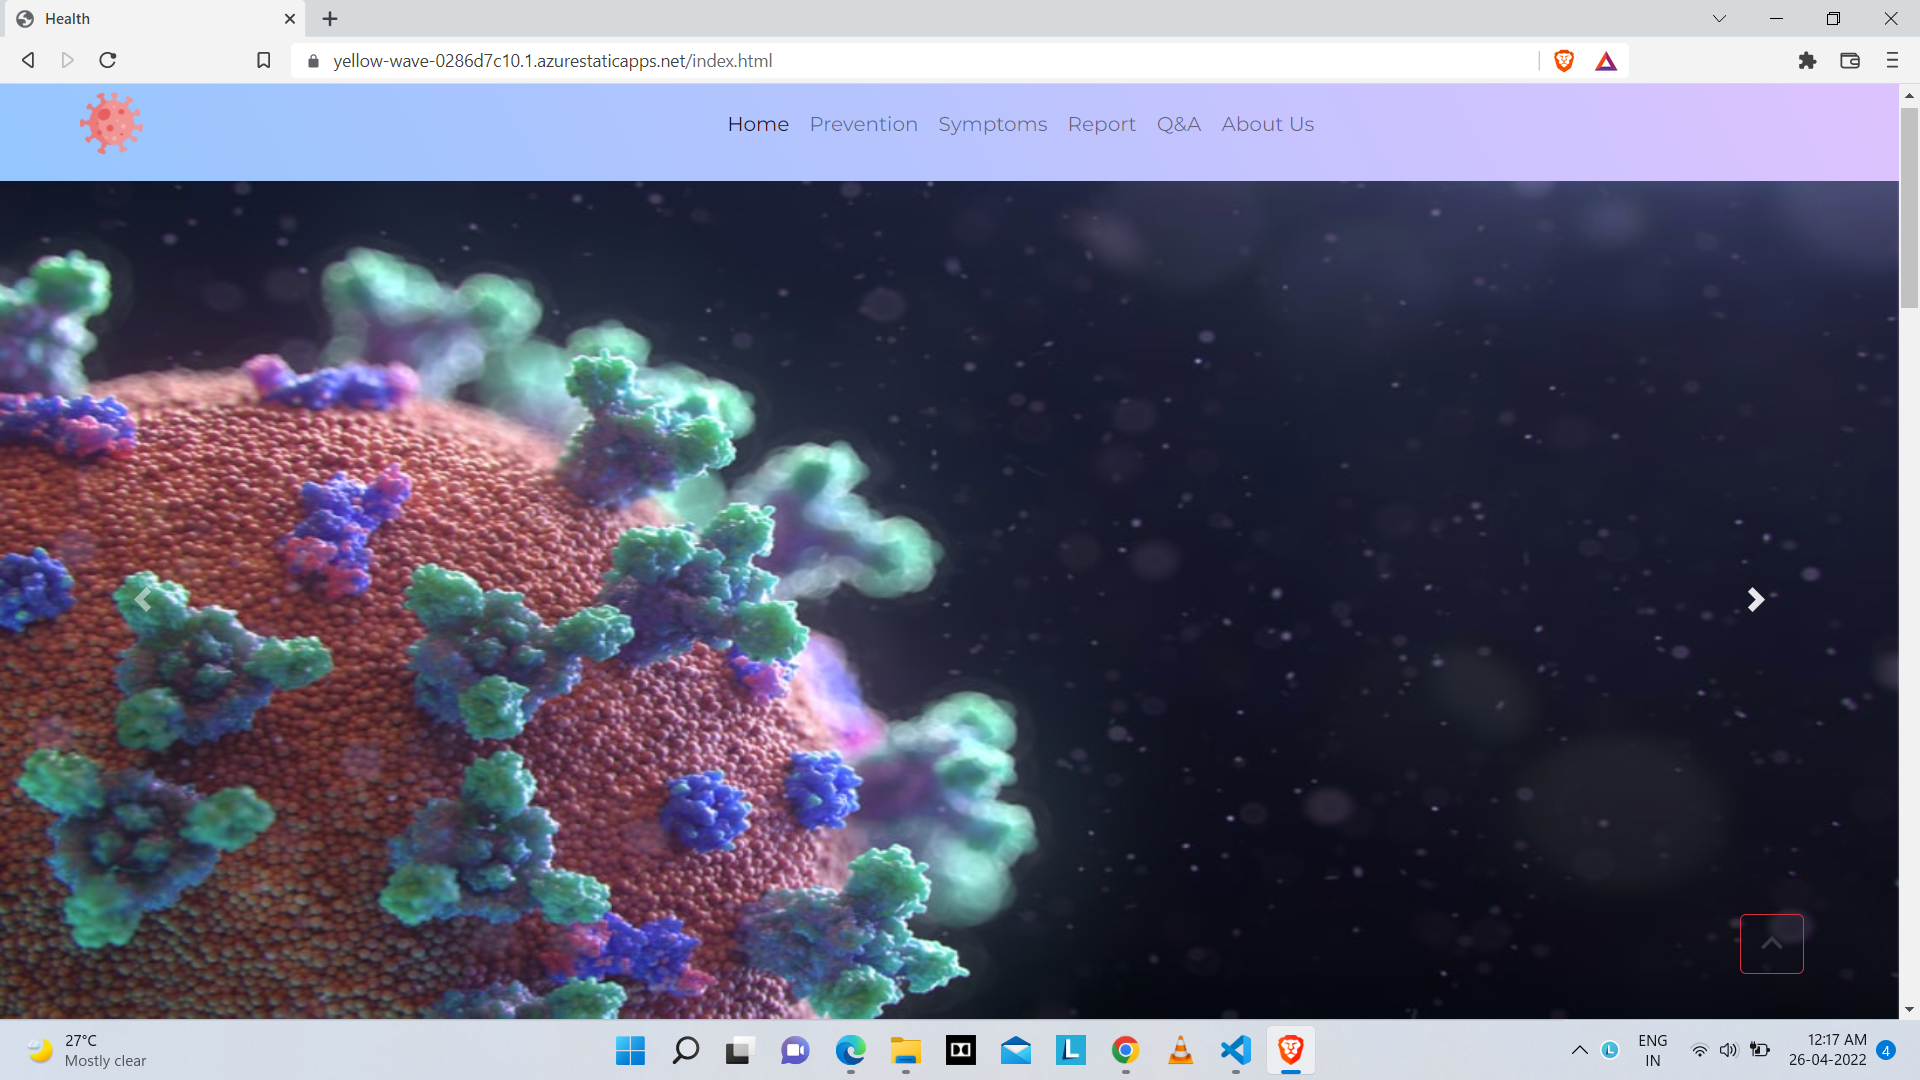 Health
yellow-wave-0286d7c10.1.azurestaticapps.net/index.html
Home Prevention Symptoms Report Q&A About Us
27°C
Mostly clear
L
L
ENG
IN
12:17 AM
26-04-2022
4